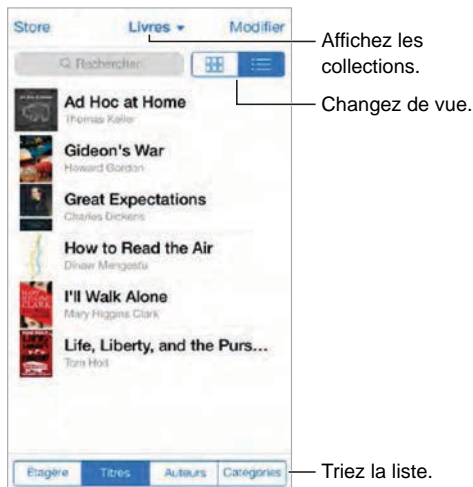 Store Livres Modifier
Rechercher
Ad Hoc at Home
Thomas Keller
Gideon's War
Howard Gordon
Great Expectations
Charles Dickens
How to Read the Air
Dinaw Mengestu
I'll Walk Alone
Mary Higgins Clark
Life, Liberty, and the Purs...
Tom Holt
Étagère Titres Auteurs Catégories
Affichez les
collections.
Changez de vue.
Triez la liste.